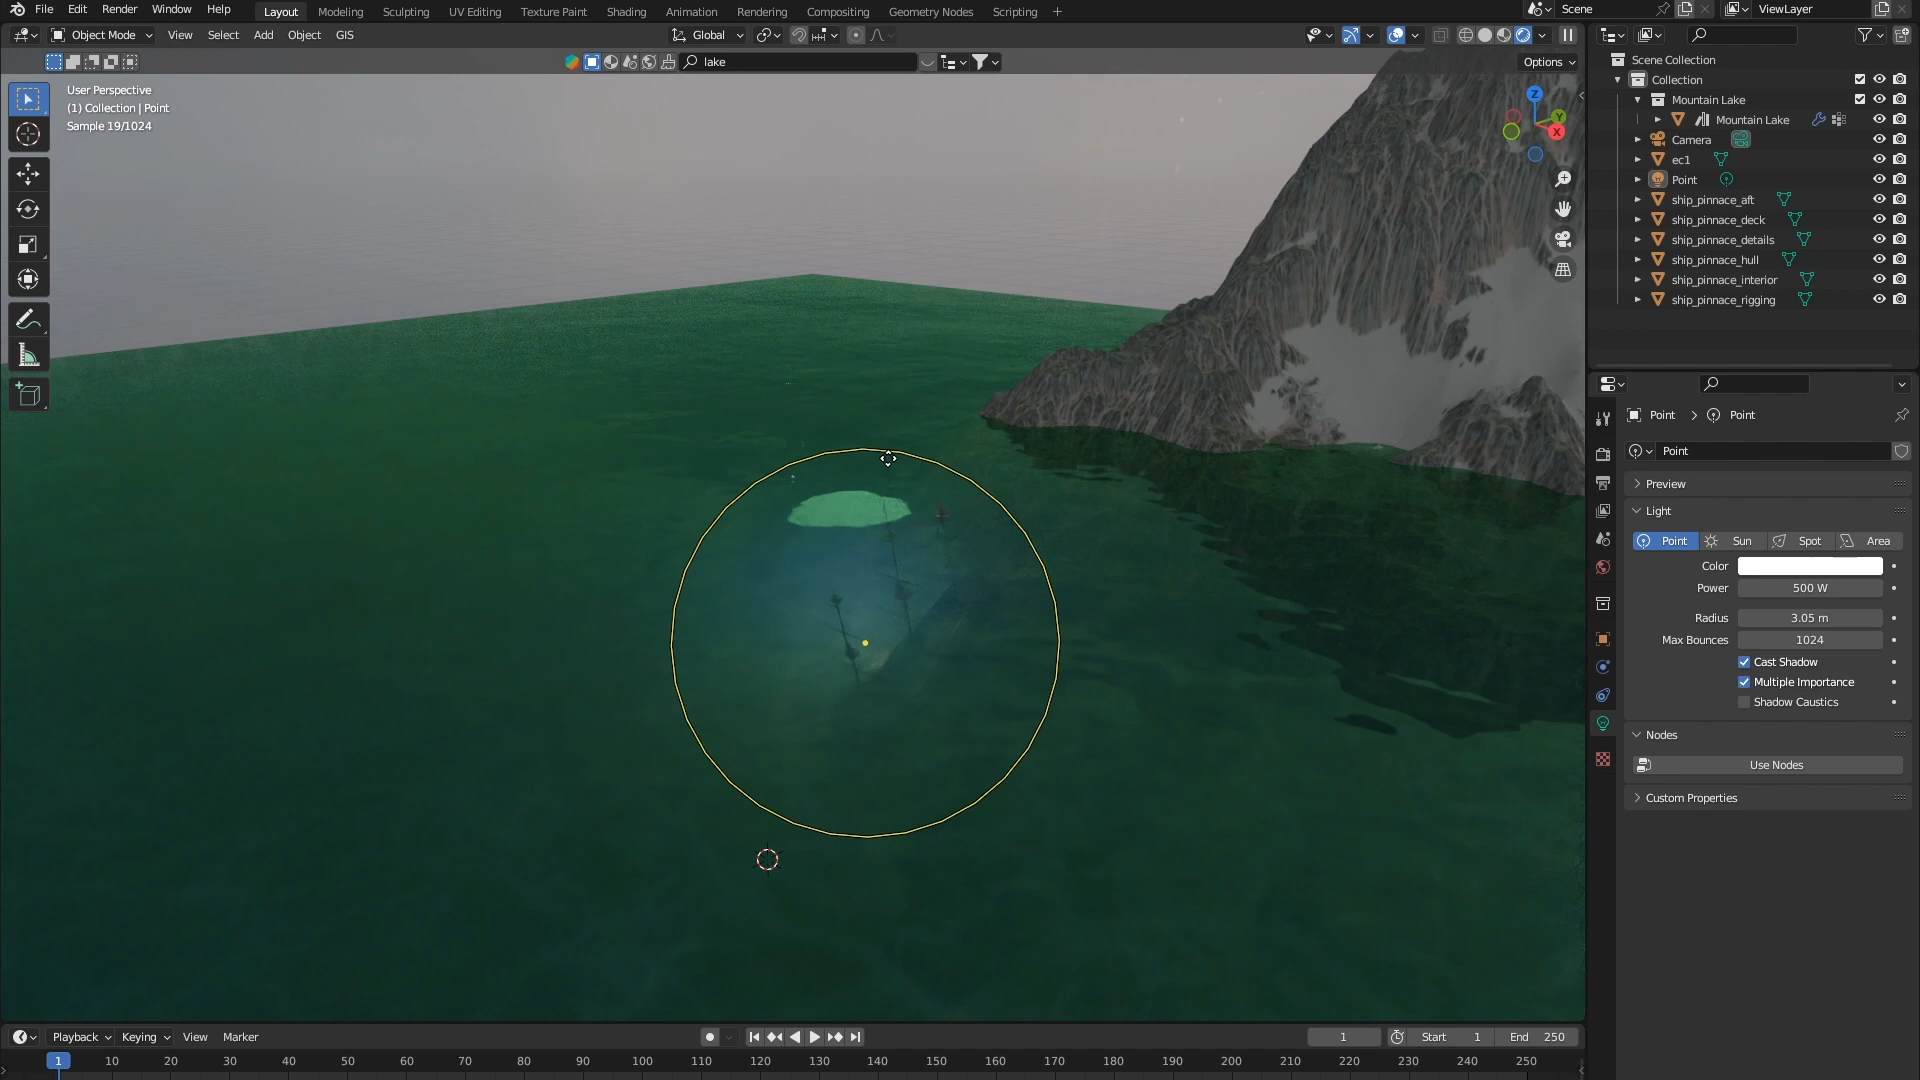 File Edit Render Window Help Layout Modeling Sculpting UV Editing Texture Paint Shading Animation Rendering Compositing Geometry Nodes Scripting + Scene ViewLayer
Object Mode View Select Add Object GIS Global
lake Options
User Perspective
(1) Collection | Point
Sample 19/1024
Z
Y
X
Scene Collection
Collection
Mountain Lake
Mountain Lake
Camera
ec1
Point
ship_pinnace_aft
ship_pinnace_deck
ship_pinnace_details
ship_pinnace_hull
ship_pinnace_interior
ship_pinnace_rigging
Point > Point
Point
Preview
Light
Point Sun Spot Area
Color
Power 500 W
Radius 3.05 m
Max Bounces 1024
Cast Shadow
Multiple Importance
Shadow Caustics
Nodes
Use Nodes
Custom Properties
Playback Keying View Marker 1 Start 1 End 250
1 10 20 30 40 50 60 70 80 90 100 110 120 130 140 150 160 170 180 190 200 210 220 230 240 250